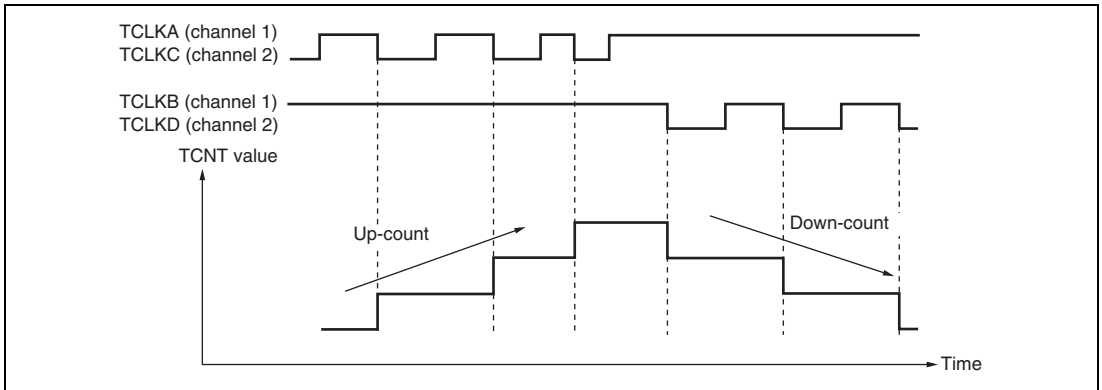 TCLKA (channel 1)
TCLKC (channel 2)
TCLKB (channel 1)
TCLKD (channel 2)
TCNT value
Up-count
Down-count
Time